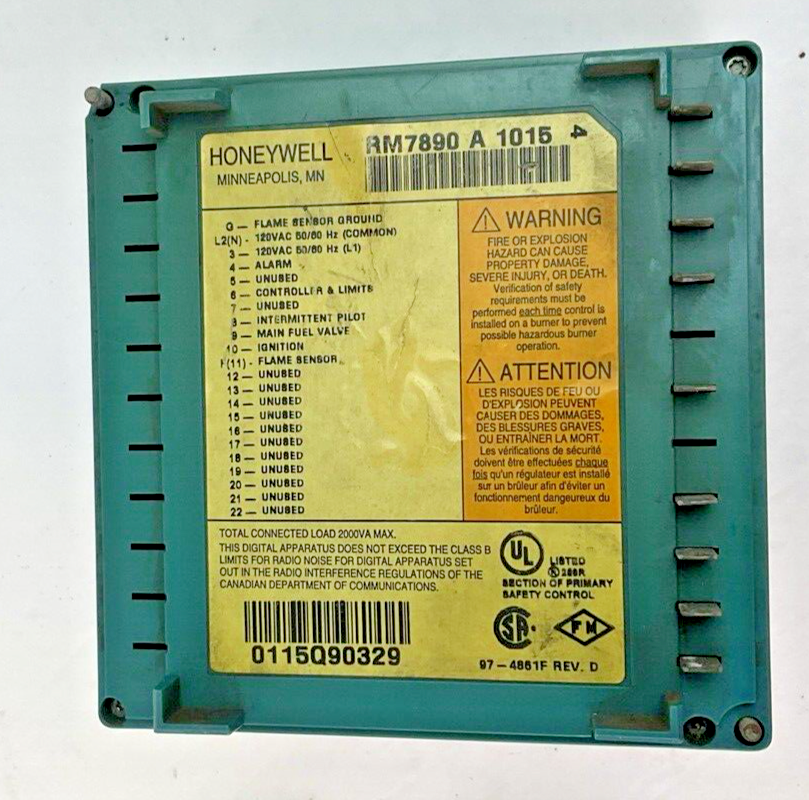 HONEYWELL
MINNEAPOLIS, MN
RM7890 A 1015 4
G — FLAME SENSOR GROUND
L2(N) - 120VAC 50/60 Hz (COMMON)
3 — 120VAC 50/60 Hz (L1)
4 — ALARM
5 — UNUSED
6 — CONTROLLER & LIMITS
7 — UNUSED
8 — INTERMITTENT PILOT
9 — MAIN FUEL VALVE
10 — IGNITION
F(11) - FLAME SENSOR
12 — UNUSED
13 — UNUSED
14 — UNUSED
15 — UNUSED
16 — UNUSED
17 — UNUSED
18 — UNUSED
19 — UNUSED
20 — UNUSED
21 — UNUSED
22 — UNUSED
WARNING
FIRE OR EXPLOSION
HAZARD CAN CAUSE
PROPERTY DAMAGE,
SEVERE INJURY, OR DEATH.
Verification of safety
requirements must be
performed each time control is
installed on a burner to prevent
possible hazardous burner
operation.
ATTENTION
LES RISQUES DE FEU OU
D'EXPLOSION PEUVENT
CAUSER DES DOMMAGES,
DES BLESSURES GRAVES,
OU ENTRAÎNER LA MORT.
Les vérifications de sécurité
doivent être effectuées chaque
fois qu'un régulateur est installé
sur un brûleur afin d'éviter un
fonctionnement dangeureux du
brûleur.
TOTAL CONNECTED LOAD 2000VA MAX.
THIS DIGITAL APPARATUS DOES NOT EXCEED THE CLASS B
LIMITS FOR RADIO NOISE FOR DIGITAL APPARATUS SET
OUT IN THE RADIO INTERFERENCE REGULATIONS OF THE
CANADIAN DEPARTMENT OF COMMUNICATIONS.
UL
LISTED
268R
SECTION OF PRIMARY
SAFETY CONTROL
0115Q90329
SA
FM
97-4861F REV. D